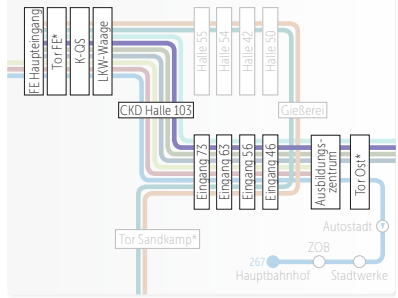 FE Haupteingang
Tor FE*
K-QS
LKW-Waage
Halle 55
Halle 54
Halle 42
Halle 50
CKD Halle 103
Gießerei
Eingang 73
Eingang 63
Eingang 56
Eingang 46
Ausbildungs-
zentrum
Tor Ost*
Tor Sandkamp*
Autostadt
ZOB
267
Hauptbahnhof
Stadtwerke